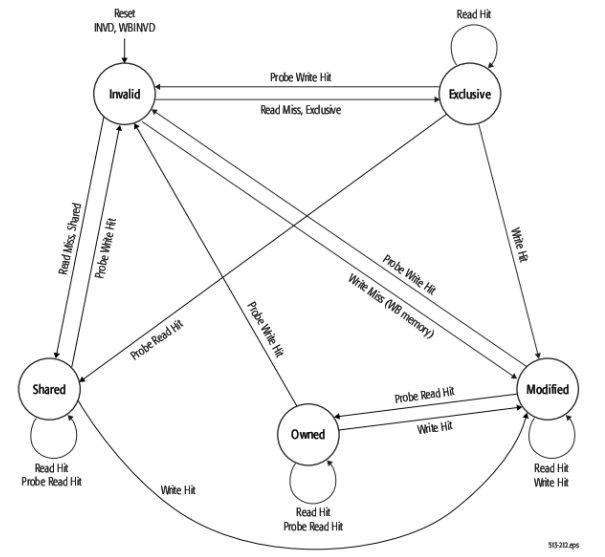 Reset
INVD, WBINVD
Read Hit
Probe Write Hit
Invalid
Exclusive
Read Miss, Exclusive
Read Miss, Shared
Probe Write Hit
Write Hit
Probe Write Hit
Write Miss (WB memory)
Probe Write Hit
Probe Read Hit
Shared
Modified
Probe Read Hit
Write Hit
Owned
Read Hit
Probe Read Hit
Read Hit
Write Hit
Write Hit
Read Hit
Probe Read Hit
513-212.eps